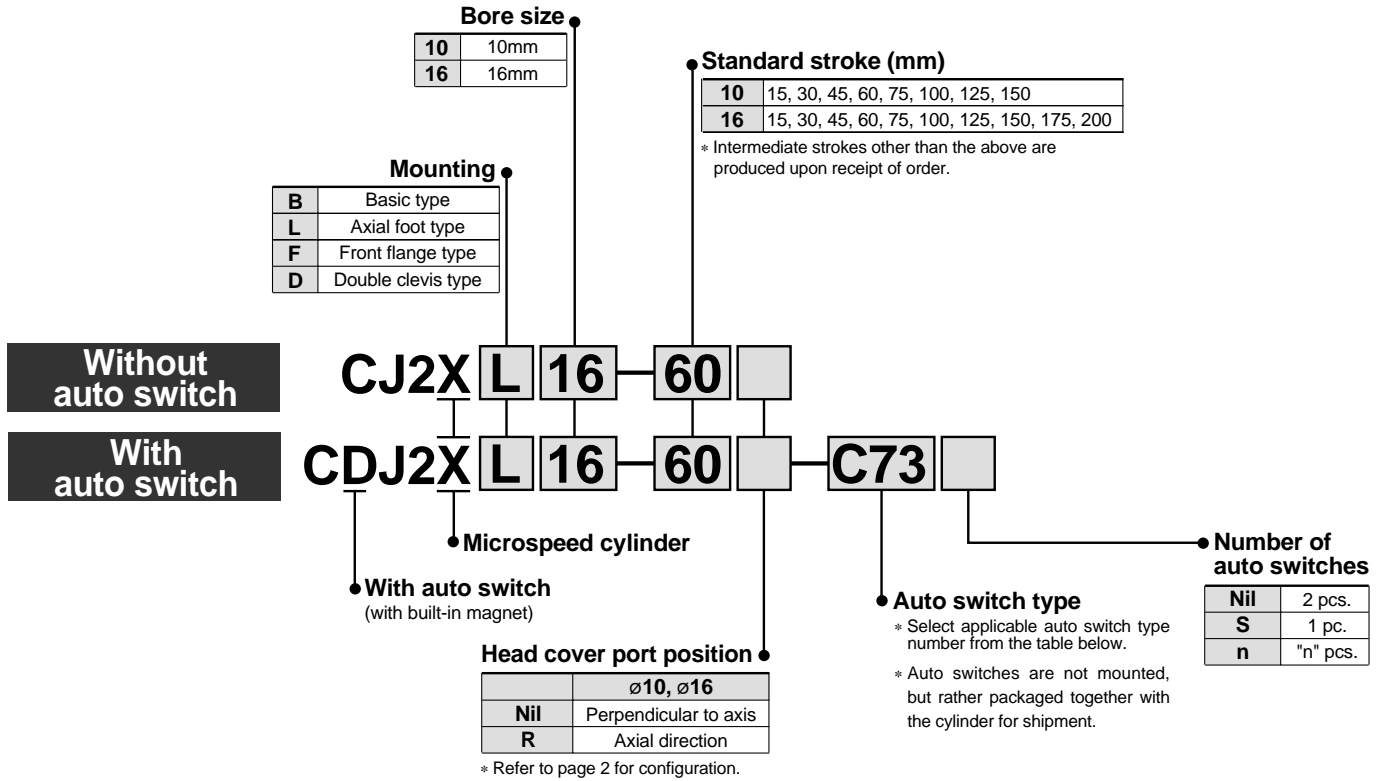 Bore size
10 10mm
16 16mm
Standard stroke (mm)
10 15, 30, 45, 60, 75, 100, 125, 150
16 15, 30, 45, 60, 75, 100, 125, 150, 175, 200
* Intermediate strokes other than the above are
produced upon receipt of order.
Mounting
B Basic type
L Axial foot type
F Front flange type
D Double clevis type
Without
auto switch
CJ2X L 16 — 60
With
auto switch
CDJ2X L 16 — 60 — C73
Microspeed cylinder
With auto switch
(with built-in magnet)
Head cover port position
ø10, ø16
Nil Perpendicular to axis
R Axial direction
* Refer to page 2 for configuration.
Auto switch type
* Select applicable auto switch type
number from the table below.
* Auto switches are not mounted,
but rather packaged together with
the cylinder for shipment.
Number of
auto switches
Nil 2 pcs.
S 1 pc.
n "n" pcs.